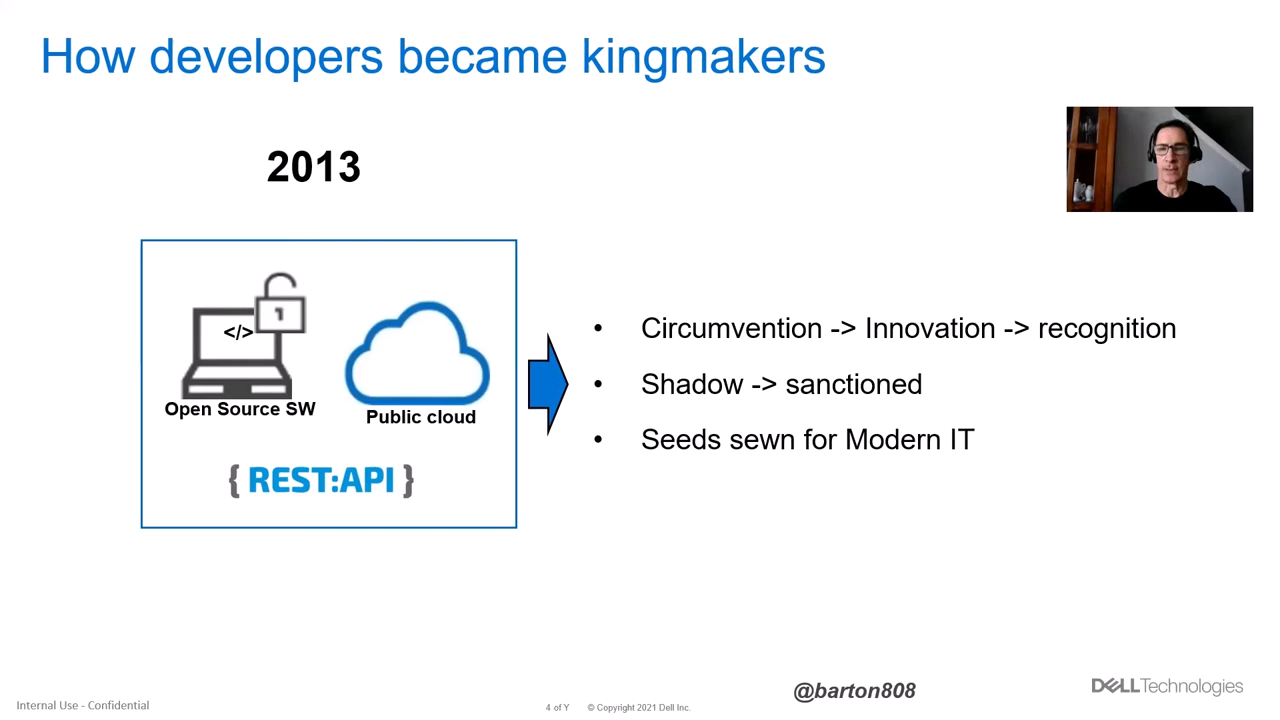 How developers became kingmakers
2013
</>
1
Open Source SW
Public cloud
{ REST:API }
• Circumvention -> Innovation -> recognition
• Shadow -> sanctioned
• Seeds sewn for Modern IT
@barton808
DELL Technologies
Internal Use - Confidential
4 of Y
© Copyright 2021 Dell Inc.